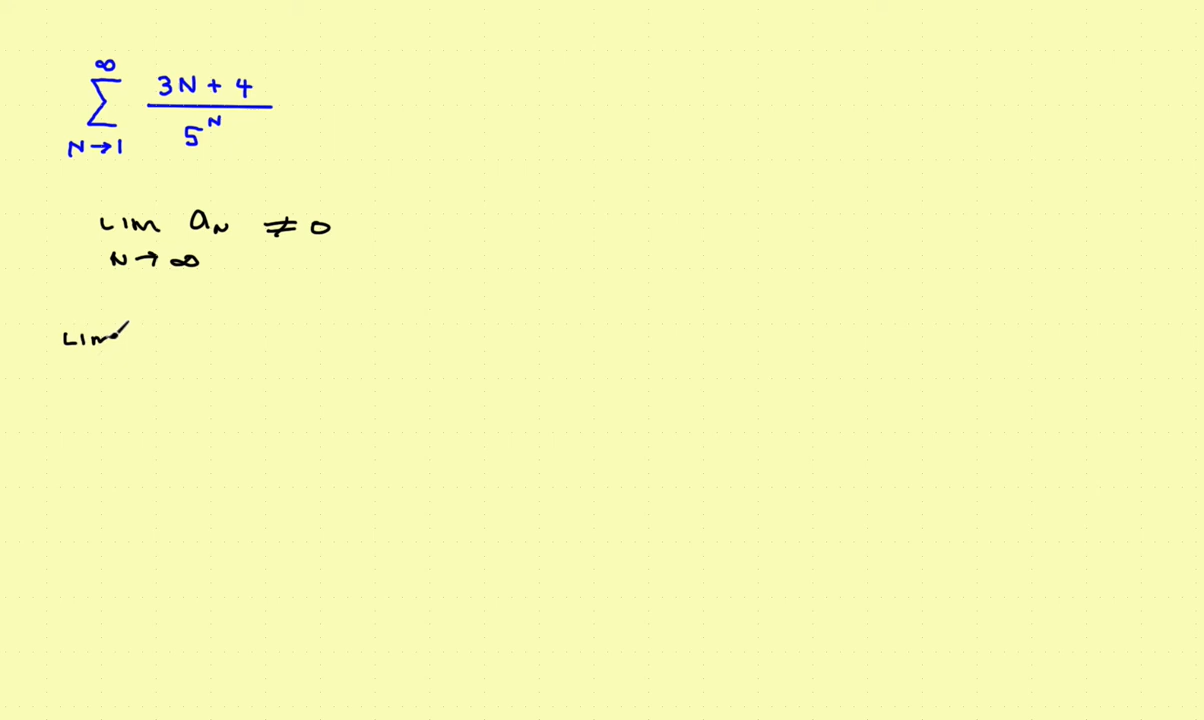 ∞
∑ (3N + 4) / 5^N
N→1
LIM a_N ≠ 0
N → ∞
LIM